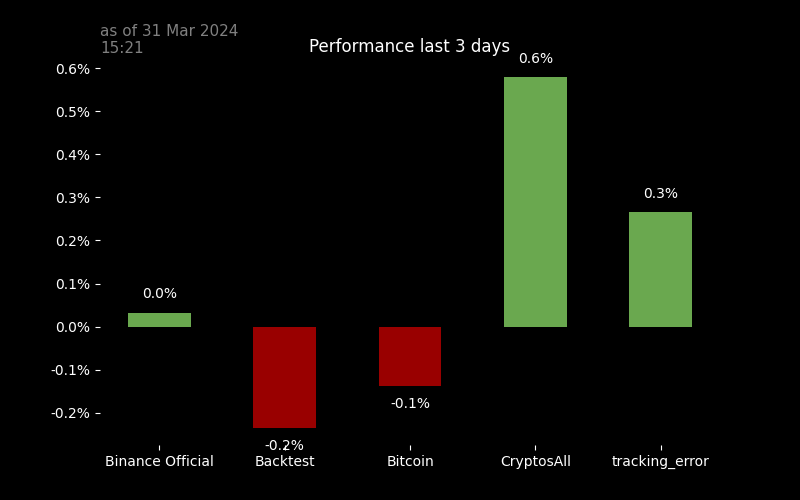 as of 31 Mar 2024
15:21
Performance last 3 days
0.6%
0.5%
0.4%
0.3%
0.2%
0.1%
0.0%
-0.1%
-0.2%
0.0%
-0.2%
-0.1%
0.6%
0.3%
Binance Official
Backtest
Bitcoin
CryptosAll
tracking_error